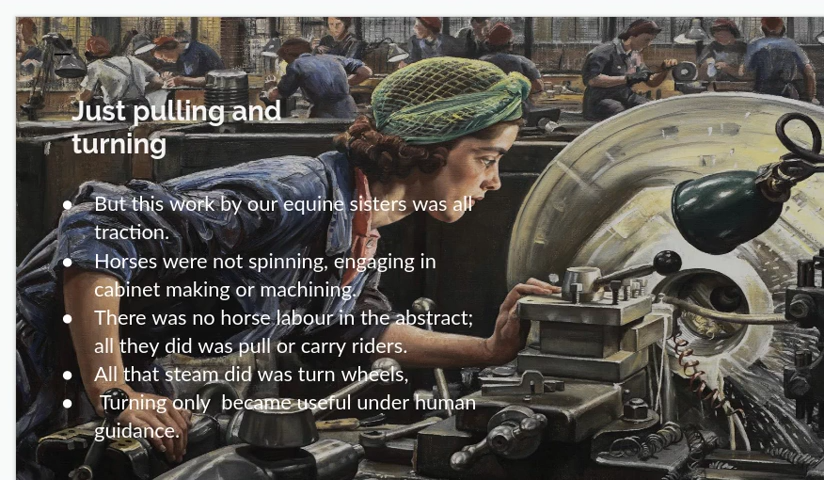 Just pulling and
turning
● But this work by our equine sisters was all
traction.
● Horses were not spinning, engaging in
cabinet making or machining.
● There was no horse labour in the abstract;
all they did was pull or carry riders.
● All that steam did was turn wheels,
● Turning only  became useful under human
guidance.